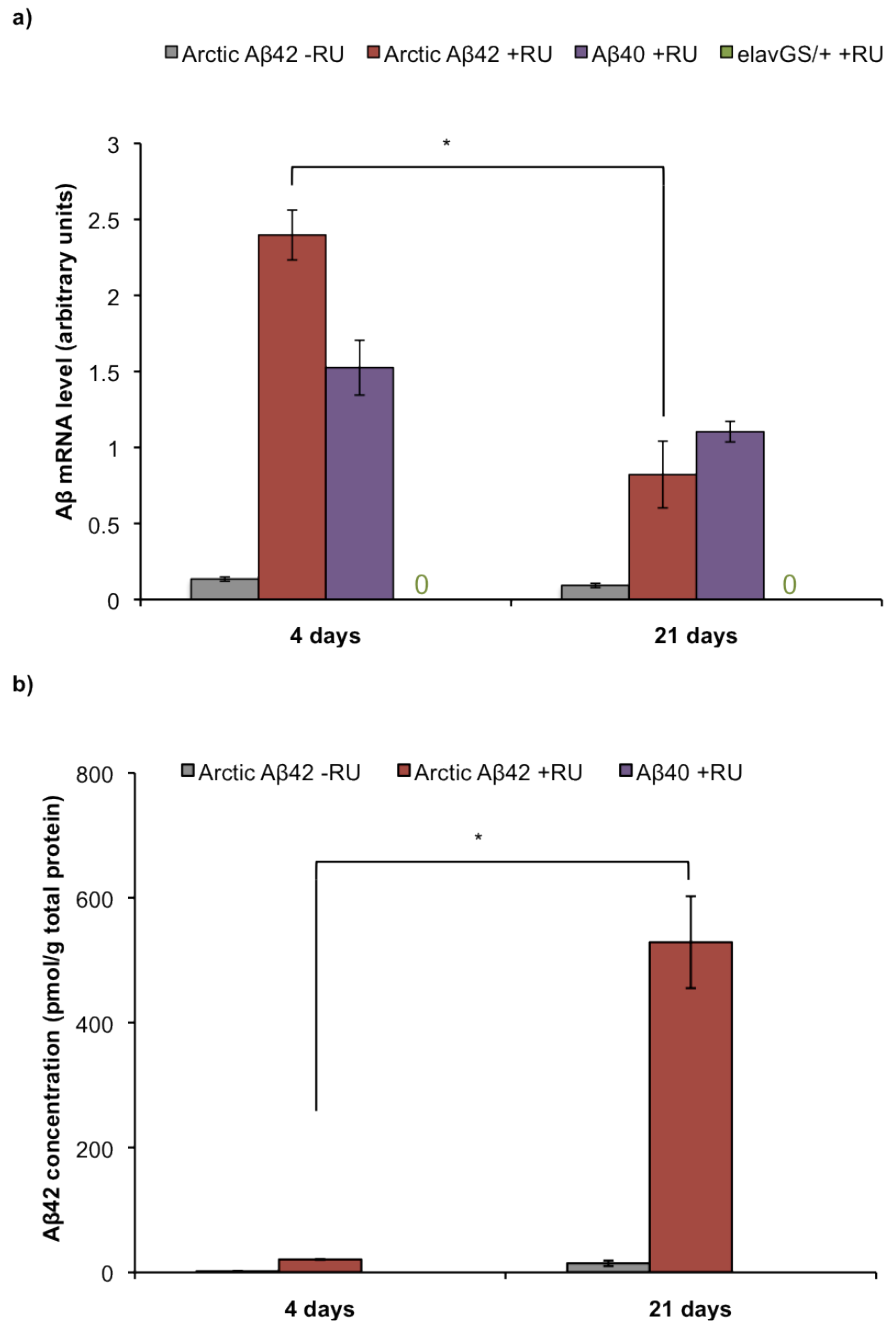 a)
Arctic Aβ42 -RU Arctic Aβ42 +RU Aβ40 +RU elavGS/+ +RU
Aβ mRNA level (arbitrary units)
3
*
2.5
2
1.5
1
0.5
0
0
0
4 days 21 days
b)
Aβ42 concentration (pmol/g total protein)
800
Arctic Aβ42 -RU Arctic Aβ42 +RU Aβ40 +RU
*
600
400
200
0
4 days 21 days